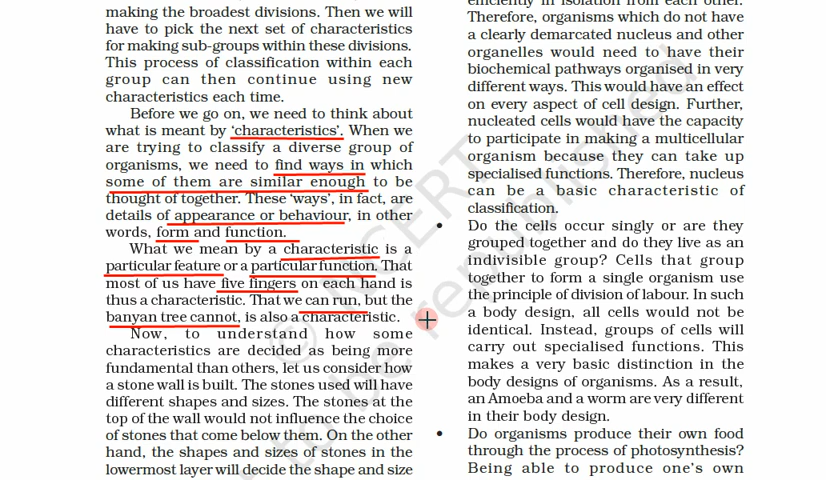 making the broadest divisions. Then we will
have to pick the next set of characteristics
for making sub-groups within these divisions.
This process of classification within each
group can then continue using new
characteristics each time.
Before we go on, we need to think about
what is meant by ‘characteristics’. When we
are trying to classify a diverse group of
organisms, we need to find ways in which
some of them are similar enough to be
thought of together. These ‘ways’, in fact, are
details of appearance or behaviour, in other
words, form and function.
What we mean by a characteristic is a
particular feature or a particular function. That
most of us have five fingers on each hand is
thus a characteristic. That we can run, but the
banyan tree cannot, is also a characteristic.
Now, to understand how some
characteristics are decided as being more
fundamental than others, let us consider how
a stone wall is built. The stones used will have
different shapes and sizes. The stones at the
top of the wall would not influence the choice
of stones that come below them. On the other
hand, the shapes and sizes of stones in the
lowermost layer will decide the shape and size
efficiently in isolation from each other.
Therefore, organisms which do not have
a clearly demarcated nucleus and other
organelles would need to have their
biochemical pathways organised in very
different ways. This would have an effect
on every aspect of cell design. Further,
nucleated cells would have the capacity
to participate in making a multicellular
organism because they can take up
specialised functions. Therefore, nucleus
can be a basic characteristic of
classification.
• Do the cells occur singly or are they
grouped together and do they live as an
indivisible group? Cells that group
together to form a single organism use
the principle of division of labour. In such
a body design, all cells would not be
identical. Instead, groups of cells will
carry out specialised functions. This
makes a very basic distinction in the
body designs of organisms. As a result,
an Amoeba and a worm are very different
in their body design.
• Do organisms produce their own food
through the process of photosynthesis?
Being able to produce one's own
© NCERT
to be republished